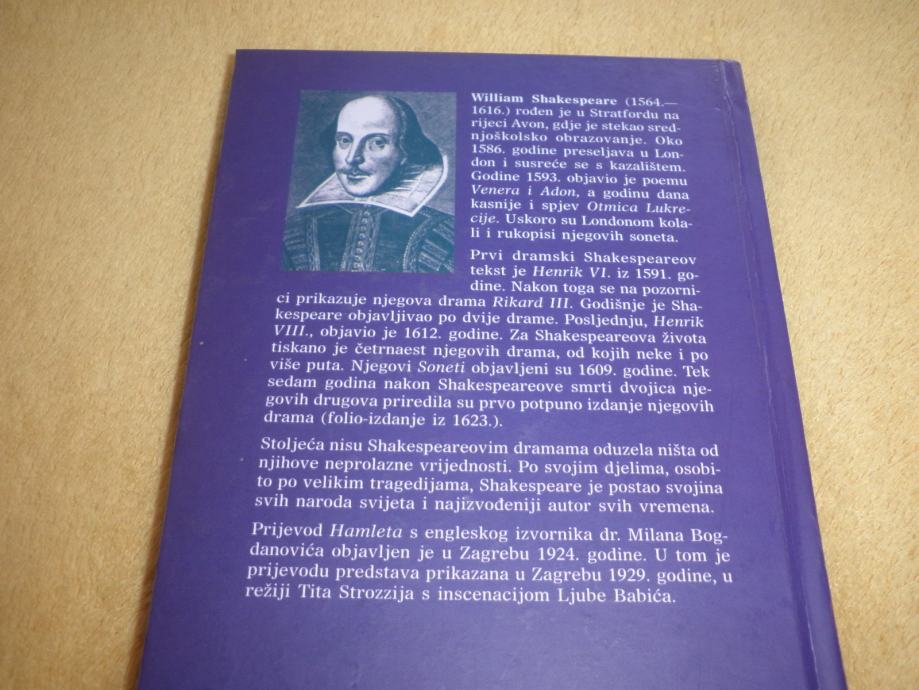 William Shakespeare (1564.—
1616.) rođen je u Stratfordu na
rijeci Avon, gdje je stekao sred-
njoškolsko obrazovanje. Oko
1586. godine preseljava u Lon-
don i susreće se s kazalištem.
Godine 1593. objavio je poemu
Venera i Adon, a godinu dana
kasnije i spjev Otmica Lukre-
cije. Uskoro su Londonom kola-
li i rukopisi njegovih soneta.
Prvi dramski Shakespeareov
tekst je Henrik VI. iz 1591. go-
dine. Nakon toga se na pozorni-
ci prikazuje njegova drama Rikard III. Godišnje je Sha-
kespeare objavljivao po dvije drame. Posljednju, Henrik
VIII., objavio je 1612. godine. Za Shakespeareova života
tiskano je četrnaest njegovih drama, od kojih neke i po
više puta. Njegovi Soneti objavljeni su 1609. godine. Tek
sedam godina nakon Shakespeareove smrti dvojica nje-
govih drugova priredila su prvo potpuno izdanje njegovih
drama (folio-izdanje iz 1623.).
Stoljeća nisu Shakespeareovim dramama oduzela ništa od
njihove neprolazne vrijednosti. Po svojim djelima, osobi-
to po velikim tragedijama, Shakespeare je postao svojina
svih naroda svijeta i najizvođeniji autor svih vremena.
Prijevod Hamleta s engleskog izvornika dr. Milana Bog-
danovića objavljen je u Zagrebu 1924. godine. U tom je
prijevodu predstava prikazana u Zagrebu 1929. godine, u
režiji Tita Strozzija s inscenacijom Ljube Babića.